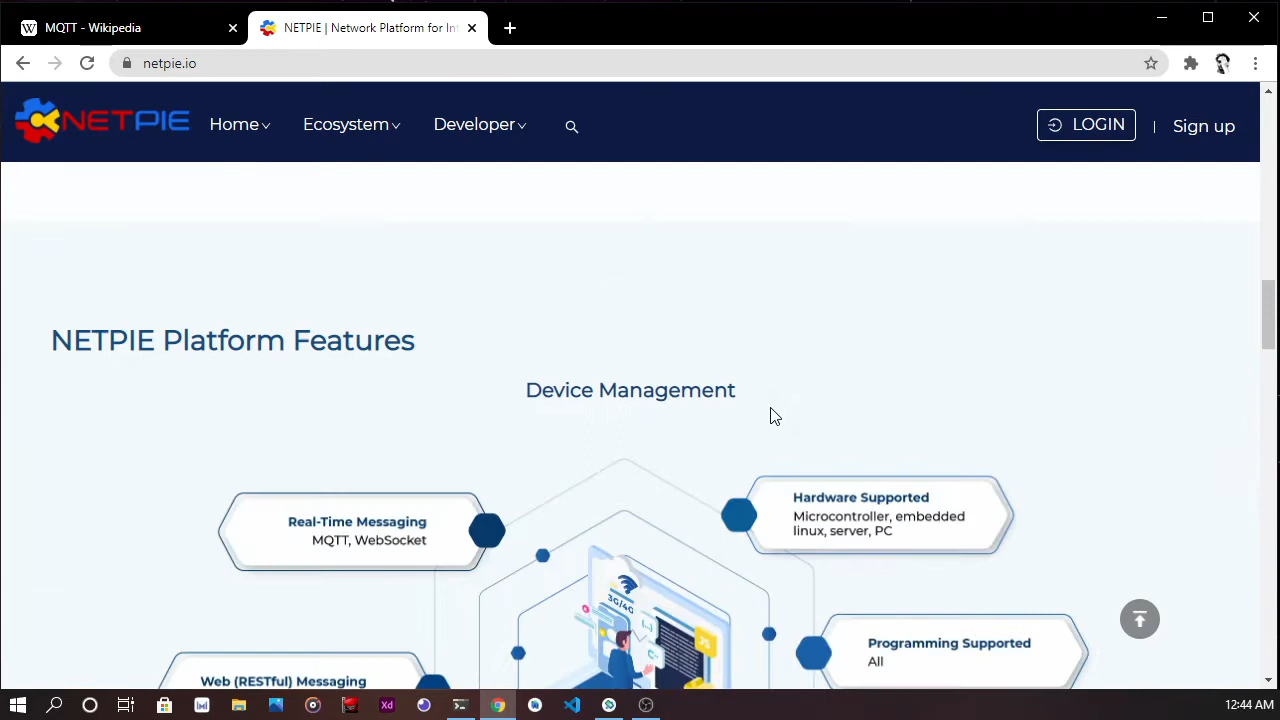 MQTT - Wikipedia
NETPIE | Network Platform for Int
netpie.io
NETPIE
Home
Ecosystem
Developer
LOGIN
Sign up
NETPIE Platform Features
Device Management
Real-Time Messaging
MQTT, WebSocket
Hardware Supported
Microcontroller, embedded
linux, server, PC
3G/4G
Programming Supported
All
Web (RESTful) Messaging
12:44 AM